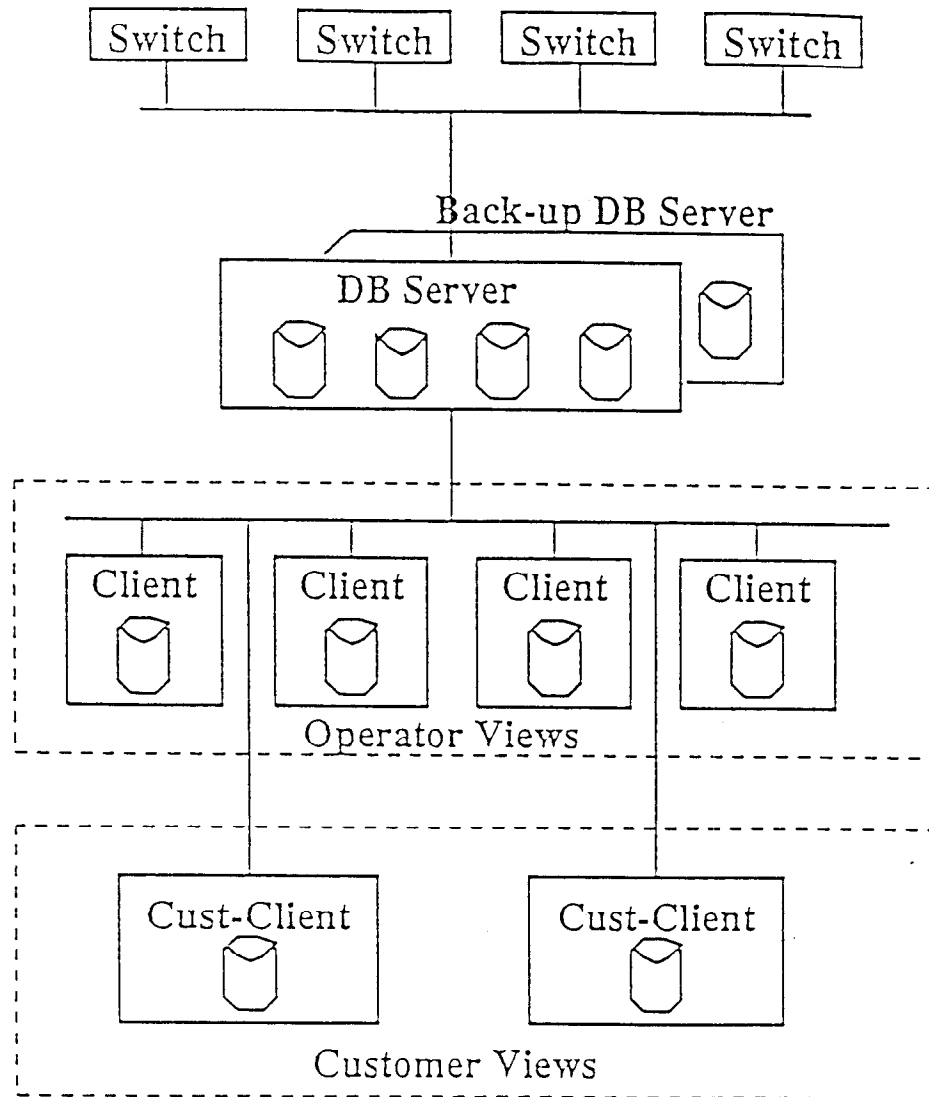 Switch Switch Switch Switch
Back-up DB Server
DB Server
Client Client Client Client
Operator Views
Cust-Client Cust-Client
Customer Views